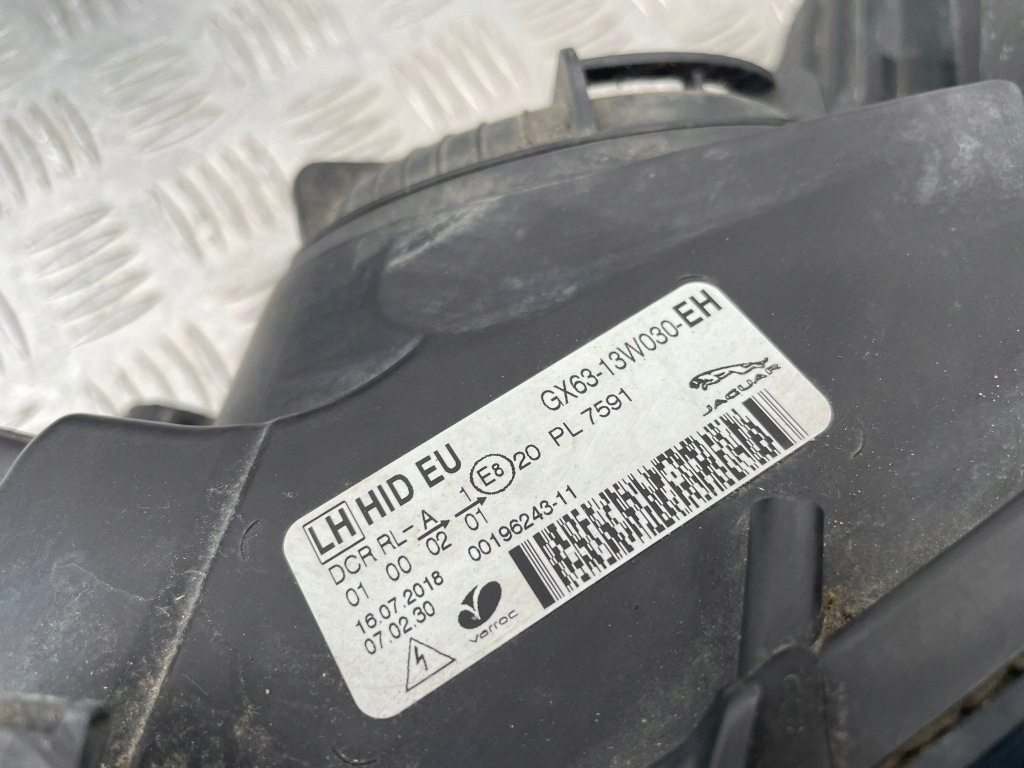 LH HID EU GX63-13W030-EH
DCR RL- A 1 E8 20 PL 7591
01 00 02 01
JAGUAR
16.07.2018 00196243-11
07.02.30
varroc